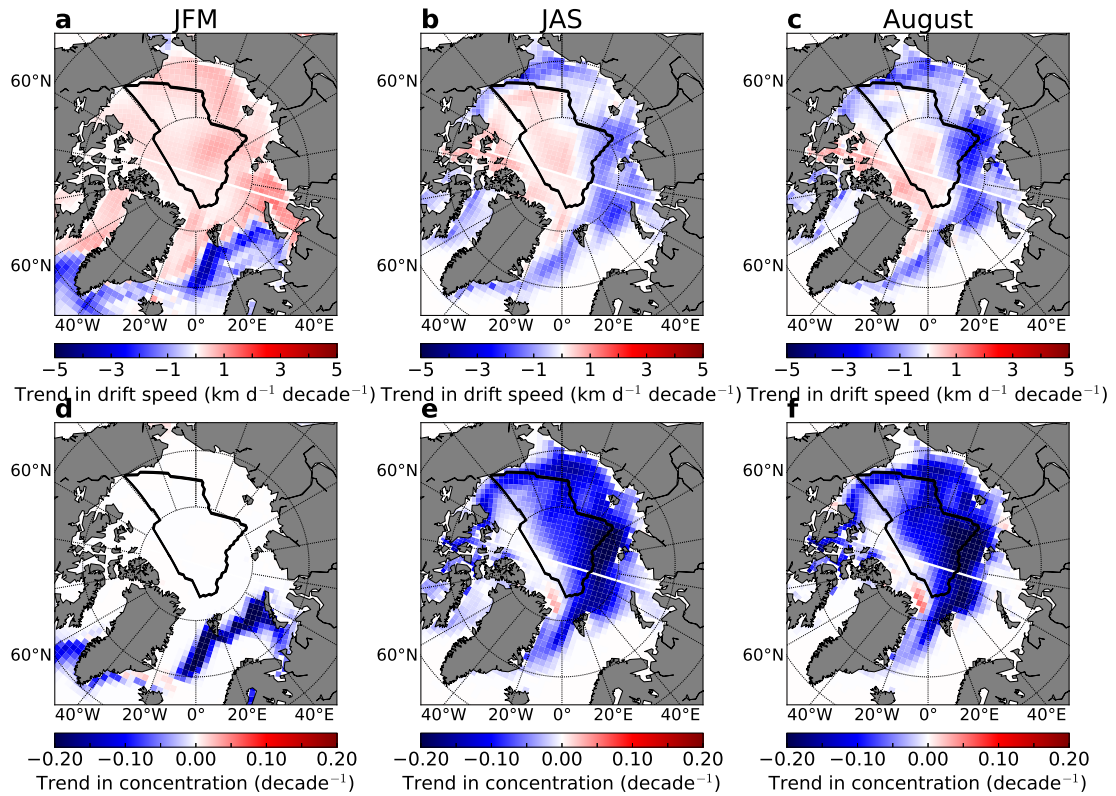 a JFM b JAS c August
60°N 60°N 60°N
60°N 60°N 60°N
40°W 20°W 0° 20°E 40°E 40°W 20°W 0° 20°E 40°E 40°W 20°W 0° 20°E 40°E
−5 −3 −1 1 3 5 −5 −3 −1 1 3 5 −5 −3 −1 1 3 5
Trend in drift speed (km d⁻¹ decade⁻¹) Trend in drift speed (km d⁻¹ decade⁻¹) Trend in drift speed (km d⁻¹ decade⁻¹)
d e f
60°N 60°N 60°N
60°N 60°N 60°N
40°W 20°W 0° 20°E 40°E 40°W 20°W 0° 20°E 40°E 40°W 20°W 0° 20°E 40°E
−0.20 −0.10 0.00 0.10 0.20 −0.20 −0.10 0.00 0.10 0.20 −0.20 −0.10 0.00 0.10 0.20
Trend in concentration (decade⁻¹) Trend in concentration (decade⁻¹) Trend in concentration (decade⁻¹)